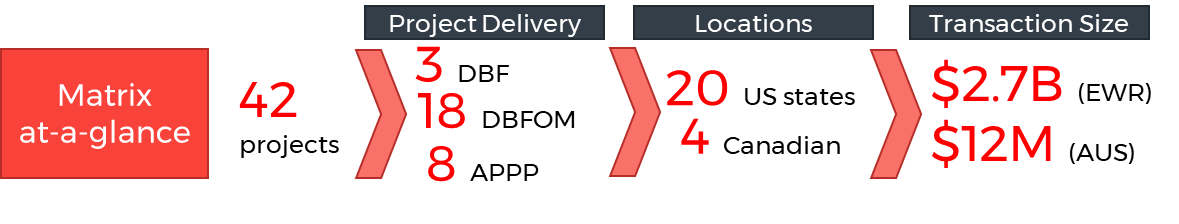 Project Delivery
Locations
Transaction Size
Matrix
at-a-glance
42
projects
3 DBF
18 DBFOM
8 APPP
20 US states
4 Canadian
$2.7B (EWR)
$12M (AUS)